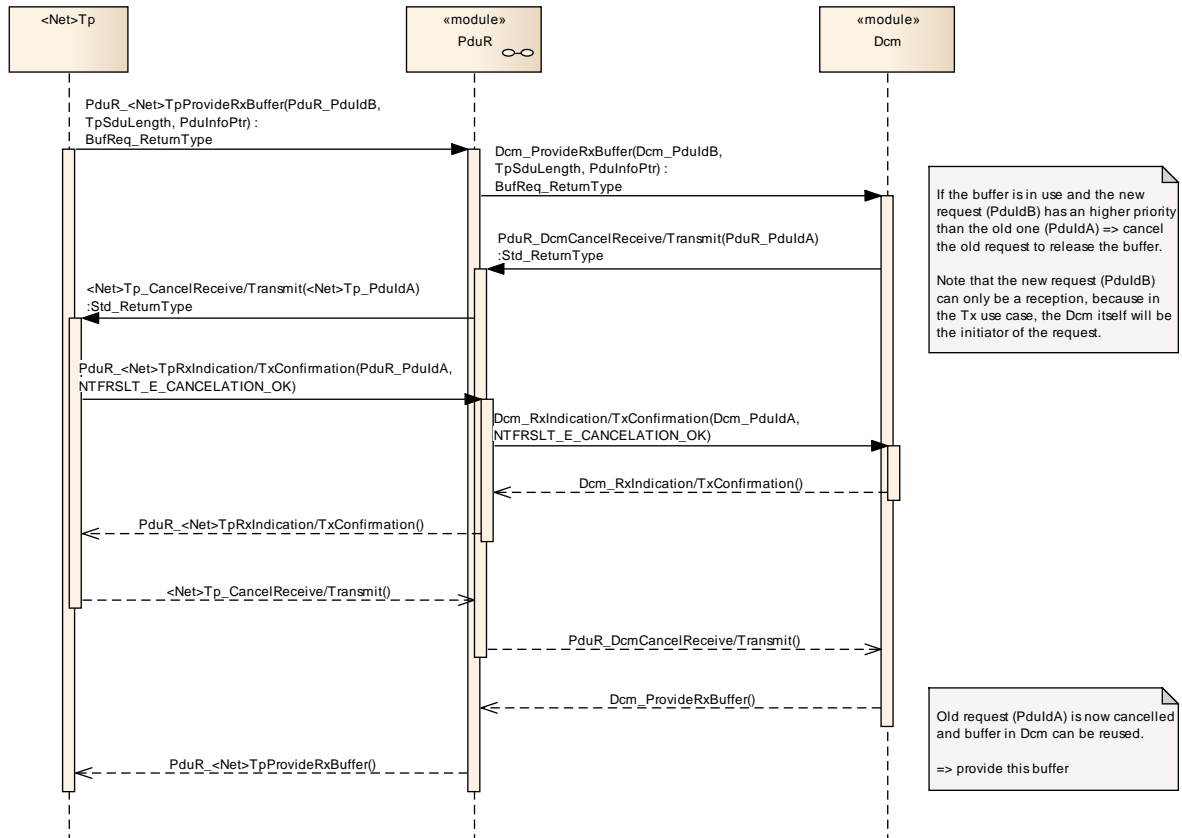 <Net>Tp
«module»
PduR
«module»
Dcm
PduR_<Net>TpProvideRxBuffer(PduR_PduIdB,
TpSduLength, PduInfoPtr) :
BufReq_ReturnType
Dcm_ProvideRxBuffer(Dcm_PduIdB,
TpSduLength, PduInfoPtr) :
BufReq_ReturnType
If the buffer is in use and the new
request (PduIdB) has an higher priority
than the old one (PduIdA) => cancel
the old request to release the buffer.
Note that the new request (PduIdB)
can only be a reception, because in
the Tx use case, the Dcm itself will be
the initiator of the request.
PduR_DcmCancelReceive/Transmit(PduR_PduIdA)
:Std_ReturnType
<Net>Tp_CancelReceive/Transmit(<Net>Tp_PduIdA)
:Std_ReturnType
PduR_<Net>TpRxIndication/TxConfirmation(PduR_PduIdA,
NTFRSLT_E_CANCELATION_OK)
Dcm_RxIndication/TxConfirmation(Dcm_PduIdA,
NTFRSLT_E_CANCELATION_OK)
Dcm_RxIndication/TxConfirmation()
PduR_<Net>TpRxIndication/TxConfirmation()
<Net>Tp_CancelReceive/Transmit()
PduR_DcmCancelReceive/Transmit()
Dcm_ProvideRxBuffer()
Old request (PduIdA) is now cancelled
and buffer in Dcm can be reused.
=> provide this buffer
PduR_<Net>TpProvideRxBuffer()